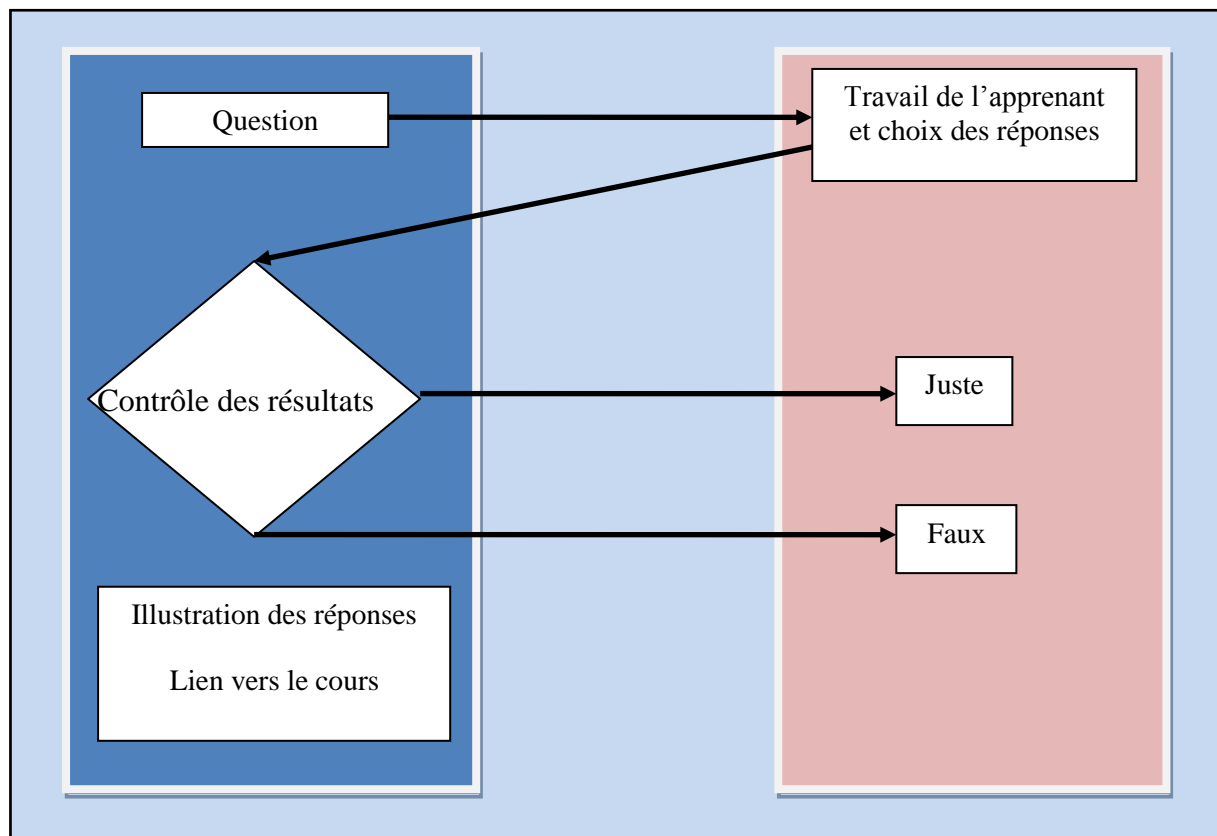 Question
Travail de l’apprenant
et choix des réponses
Contrôle des résultats
Juste
Faux
Illustration des réponses
Lien vers le cours